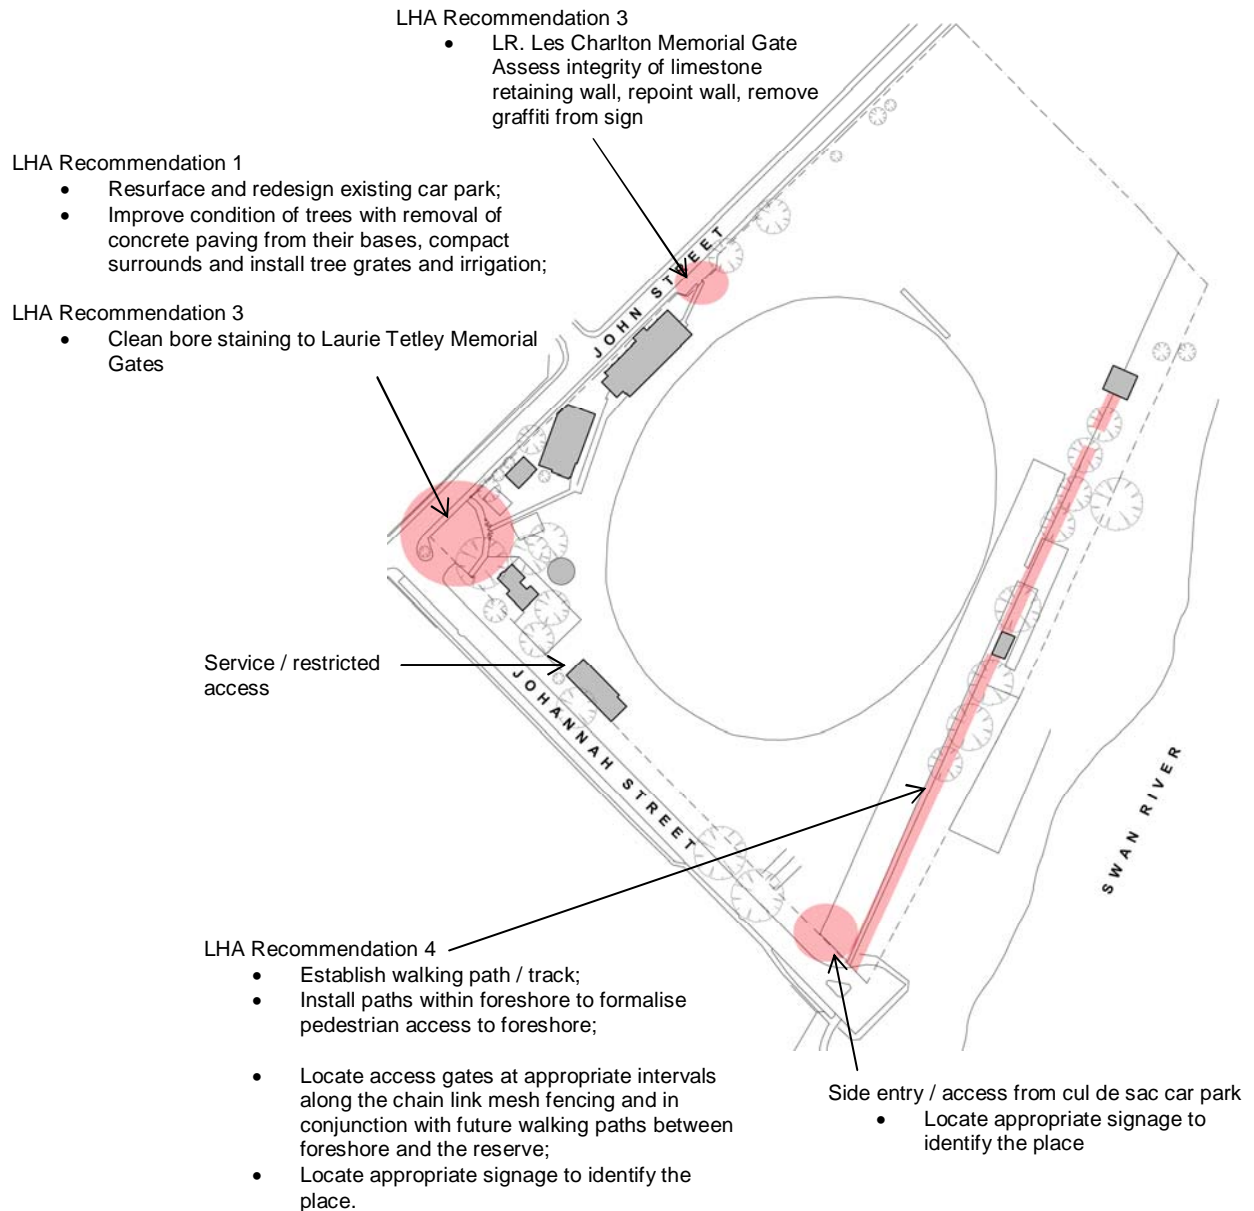 LHA Recommendation 3
• LR. Les Charlton Memorial Gate
Assess integrity of limestone
retaining wall, repoint wall, remove
graffiti from sign
LHA Recommendation 1
• Resurface and redesign existing car park;
• Improve condition of trees with removal of
concrete paving from their bases, compact
surrounds and install tree grates and irrigation;
LHA Recommendation 3
• Clean bore staining to Laurie Tetley Memorial
Gates
JOHN STREET
Service / restricted
access
JOHANNAH STREET
SWAN RIVER
LHA Recommendation 4
• Establish walking path / track;
• Install paths within foreshore to formalise
pedestrian access to foreshore;
• Locate access gates at appropriate intervals
along the chain link mesh fencing and in
conjunction with future walking paths between
foreshore and the reserve;
• Locate appropriate signage to identify the
place.
Side entry / access from cul de sac car park
• Locate appropriate signage to
identify the place